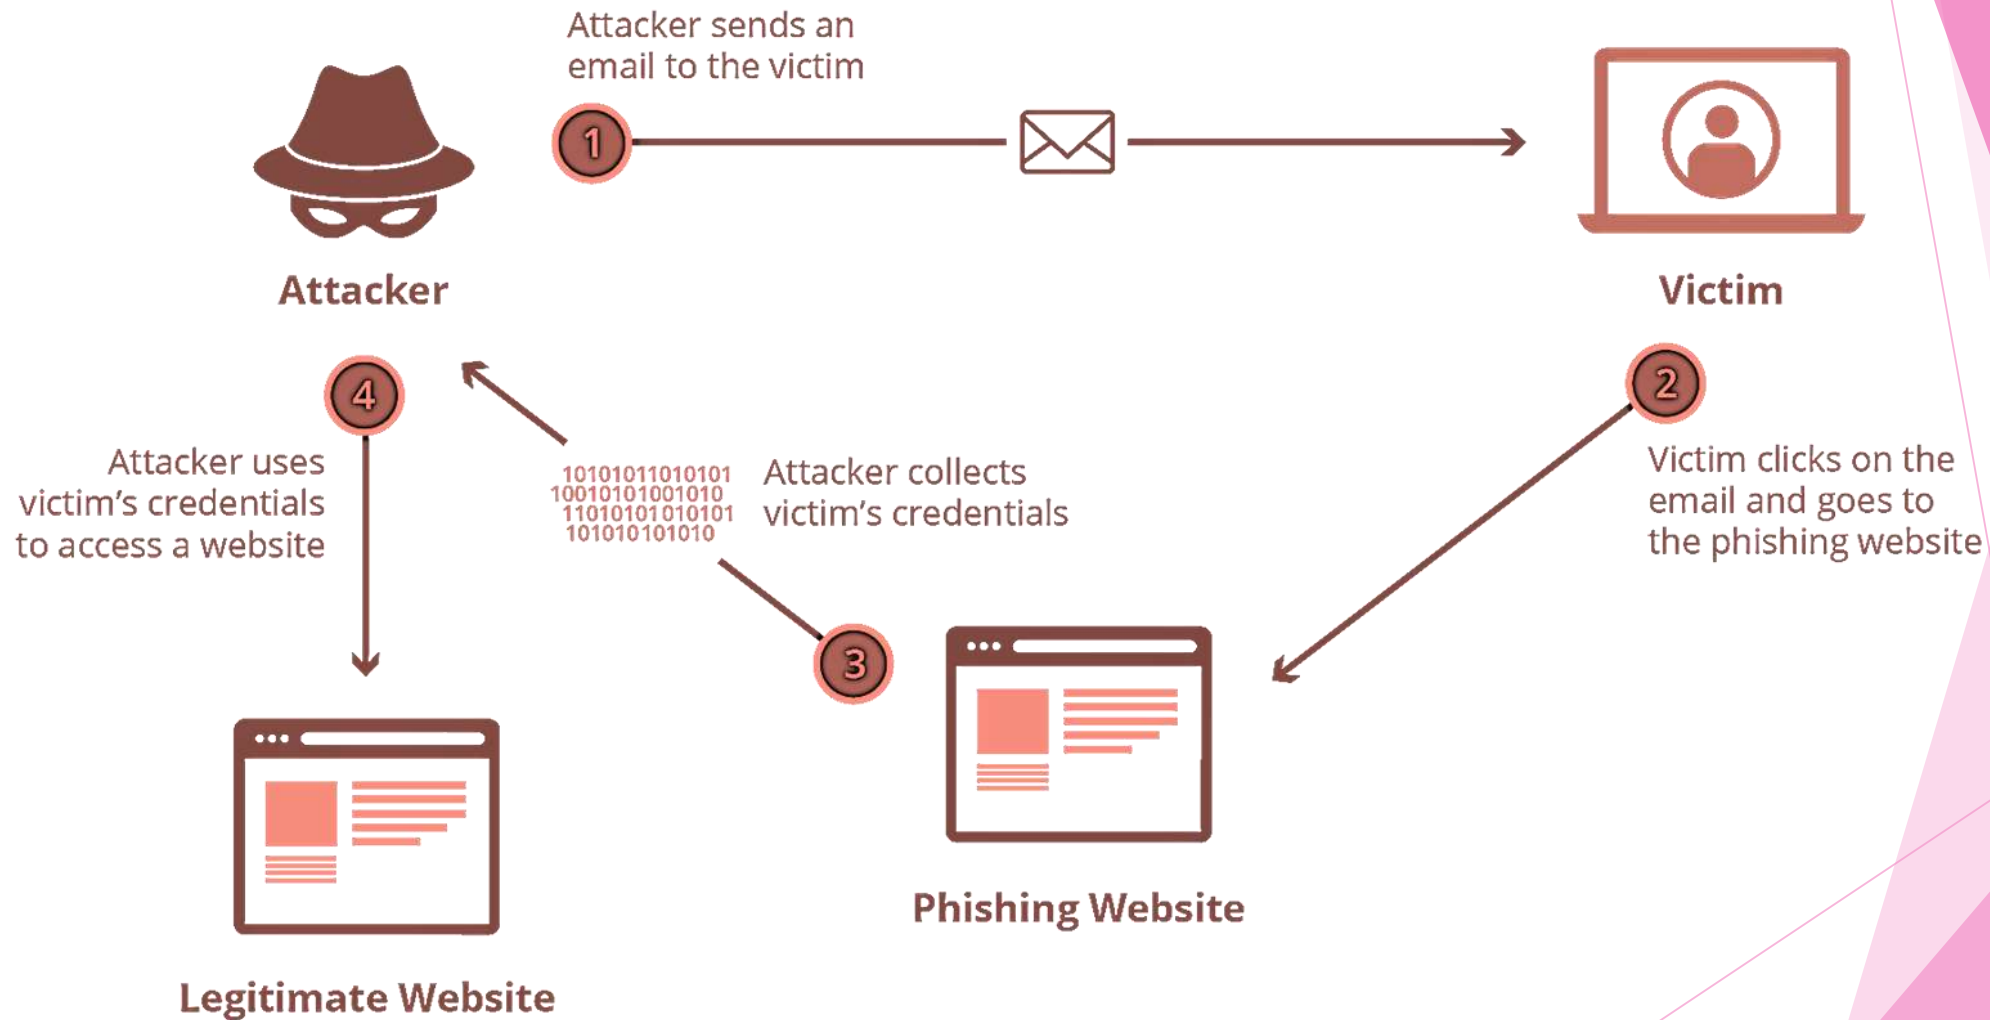 Attacker sends an
email to the victim
1
Attacker
Victim
2
Victim clicks on the
email and goes to
the phishing website
4
Attacker uses
victim's credentials
to access a website
10101011010101
10010101001010
11010101010101
101010101010
Attacker collects
victim's credentials
3
Phishing Website
Legitimate Website